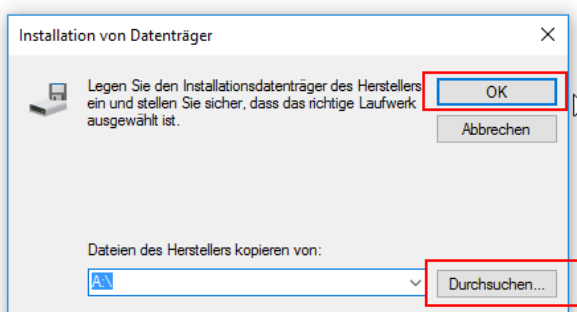 Installation von Datenträger
Legen Sie den Installationsdatenträger des Herstellers
ein und stellen Sie sicher, dass das richtige Laufwerk
ausgewählt ist.
OK
Abbrechen
Dateien des Herstellers kopieren von:
A:\
Durchsuchen...